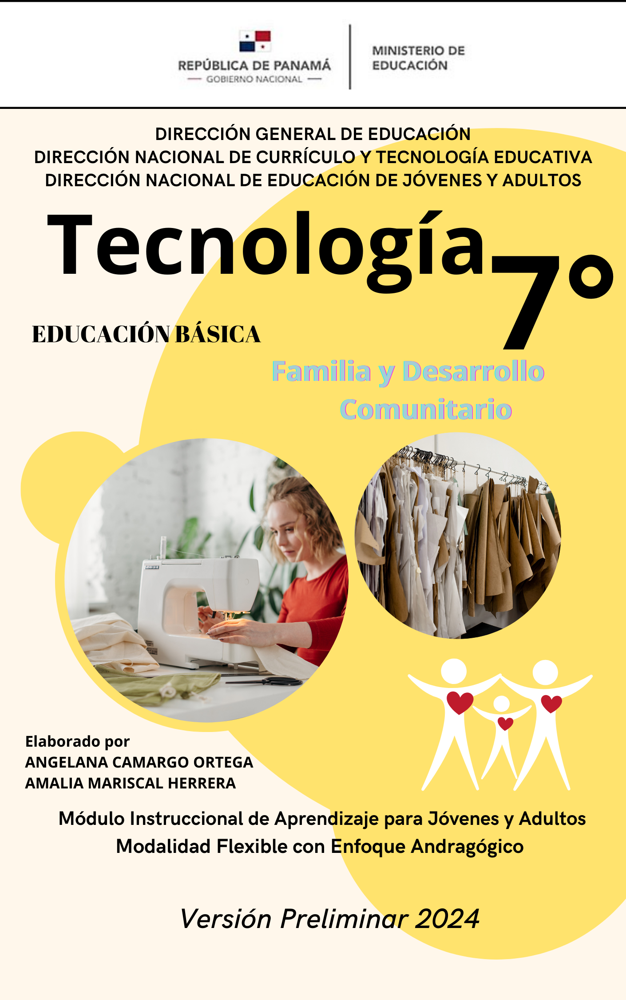 REPÚBLICA DE PANAMÁ
GOBIERNO NACIONAL
MINISTERIO DE
EDUCACIÓN
DIRECCIÓN GENERAL DE EDUCACIÓN
DIRECCIÓN NACIONAL DE CURRÍCULO Y TECNOLOGÍA EDUCATIVA
DIRECCIÓN NACIONAL DE EDUCACIÓN DE JÓVENES Y ADULTOS
Tecnología
7°
EDUCACIÓN BÁSICA
Familia y Desarrollo
Comunitario
Elaborado por
ANGELANA CAMARGO ORTEGA
AMALIA MARISCAL HERRERA
Módulo Instruccional de Aprendizaje para Jóvenes y Adultos
Modalidad Flexible con Enfoque Andragógico
Versión Preliminar 2024